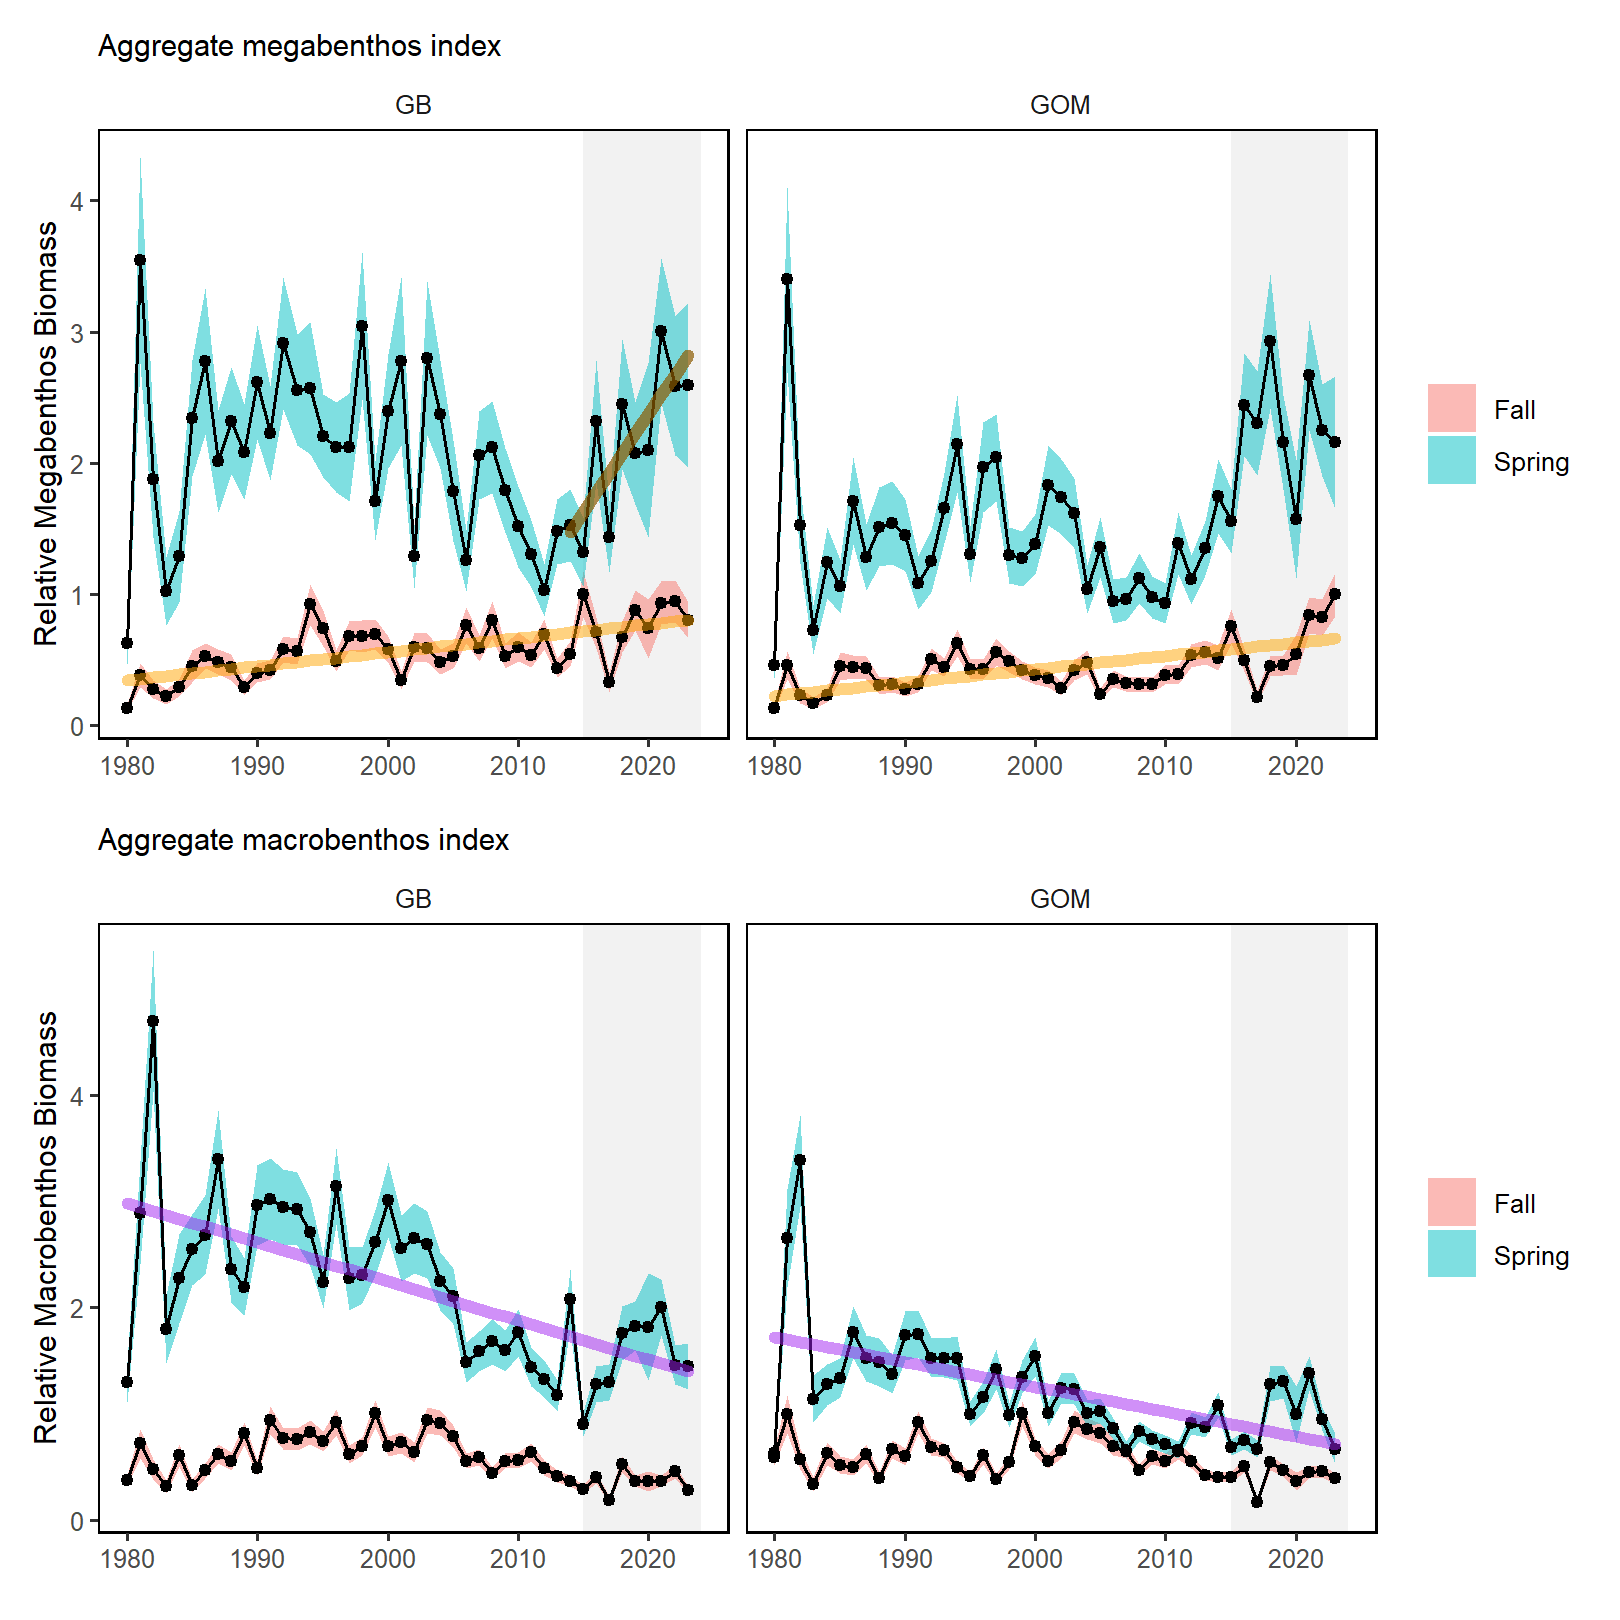 Aggregate megabenthos index
GB
GOM
Relative Megabenthos Biomass
4
3
2
1
0
1980 1990 2000 2010 2020
1980 1990 2000 2010 2020
Fall
Spring
Aggregate macrobenthos index
GB
GOM
Relative Macrobenthos Biomass
4
2
0
1980 1990 2000 2010 2020
1980 1990 2000 2010 2020
Fall
Spring